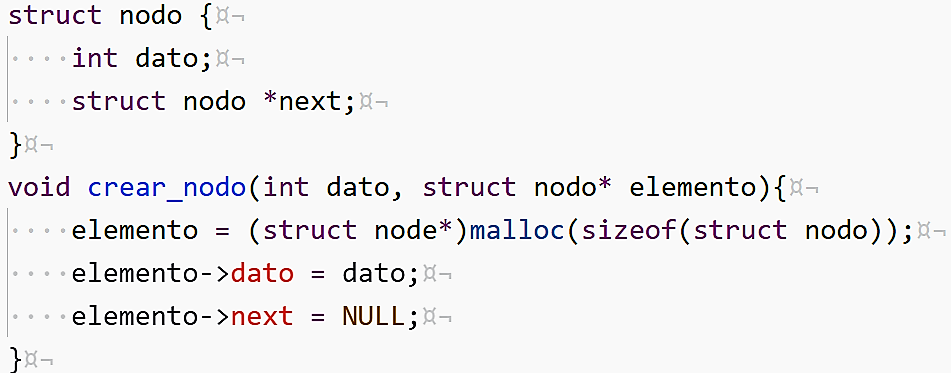 struct nodo {¤¬
····int dato;¤¬
····struct nodo *next;¤¬
}¤¬
void crear_nodo(int dato, struct nodo* elemento){¤¬
····elemento = (struct node*)malloc(sizeof(struct nodo));¤¬
····elemento->dato = dato;¤¬
····elemento->next = NULL;¤¬
}¤¬